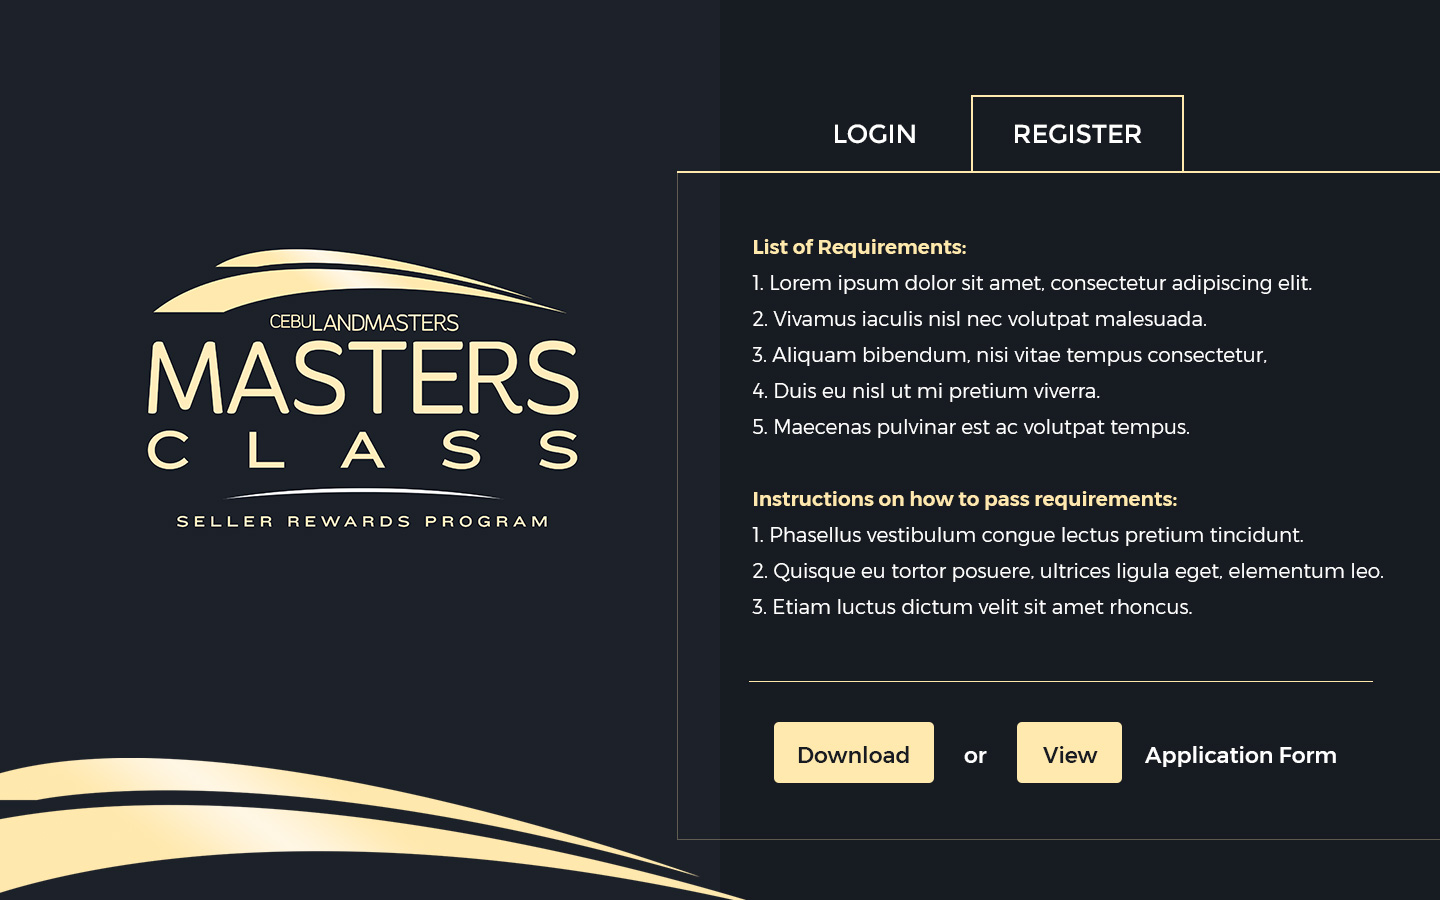 LOGIN
REGISTER
CEBULANDMASTERS
MASTERS
CLASS
SELLER REWARDS PROGRAM
List of Requirements:
1. Lorem ipsum dolor sit amet, consectetur adipiscing elit.
2. Vivamus iaculis nisl nec volutpat malesuada.
3. Aliquam bibendum, nisi vitae tempus consectetur,
4. Duis eu nisl ut mi pretium viverra.
5. Maecenas pulvinar est ac volutpat tempus.
Instructions on how to pass requirements:
1. Phasellus vestibulum congue lectus pretium tincidunt.
2. Quisque eu tortor posuere, ultrices ligula eget, elementum leo.
3. Etiam luctus dictum velit sit amet rhoncus.
Download or View Application Form